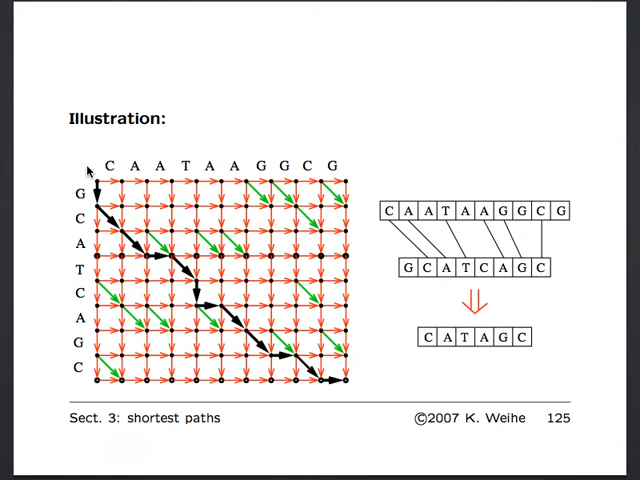 Illustration:
C A A T A A G G C G
G
C
A
T
C
A
G
C
C A A T A A G G C G
G C A T C A G C
C A T A G C
Sect. 3: shortest paths
©2007 K. Weihe 125